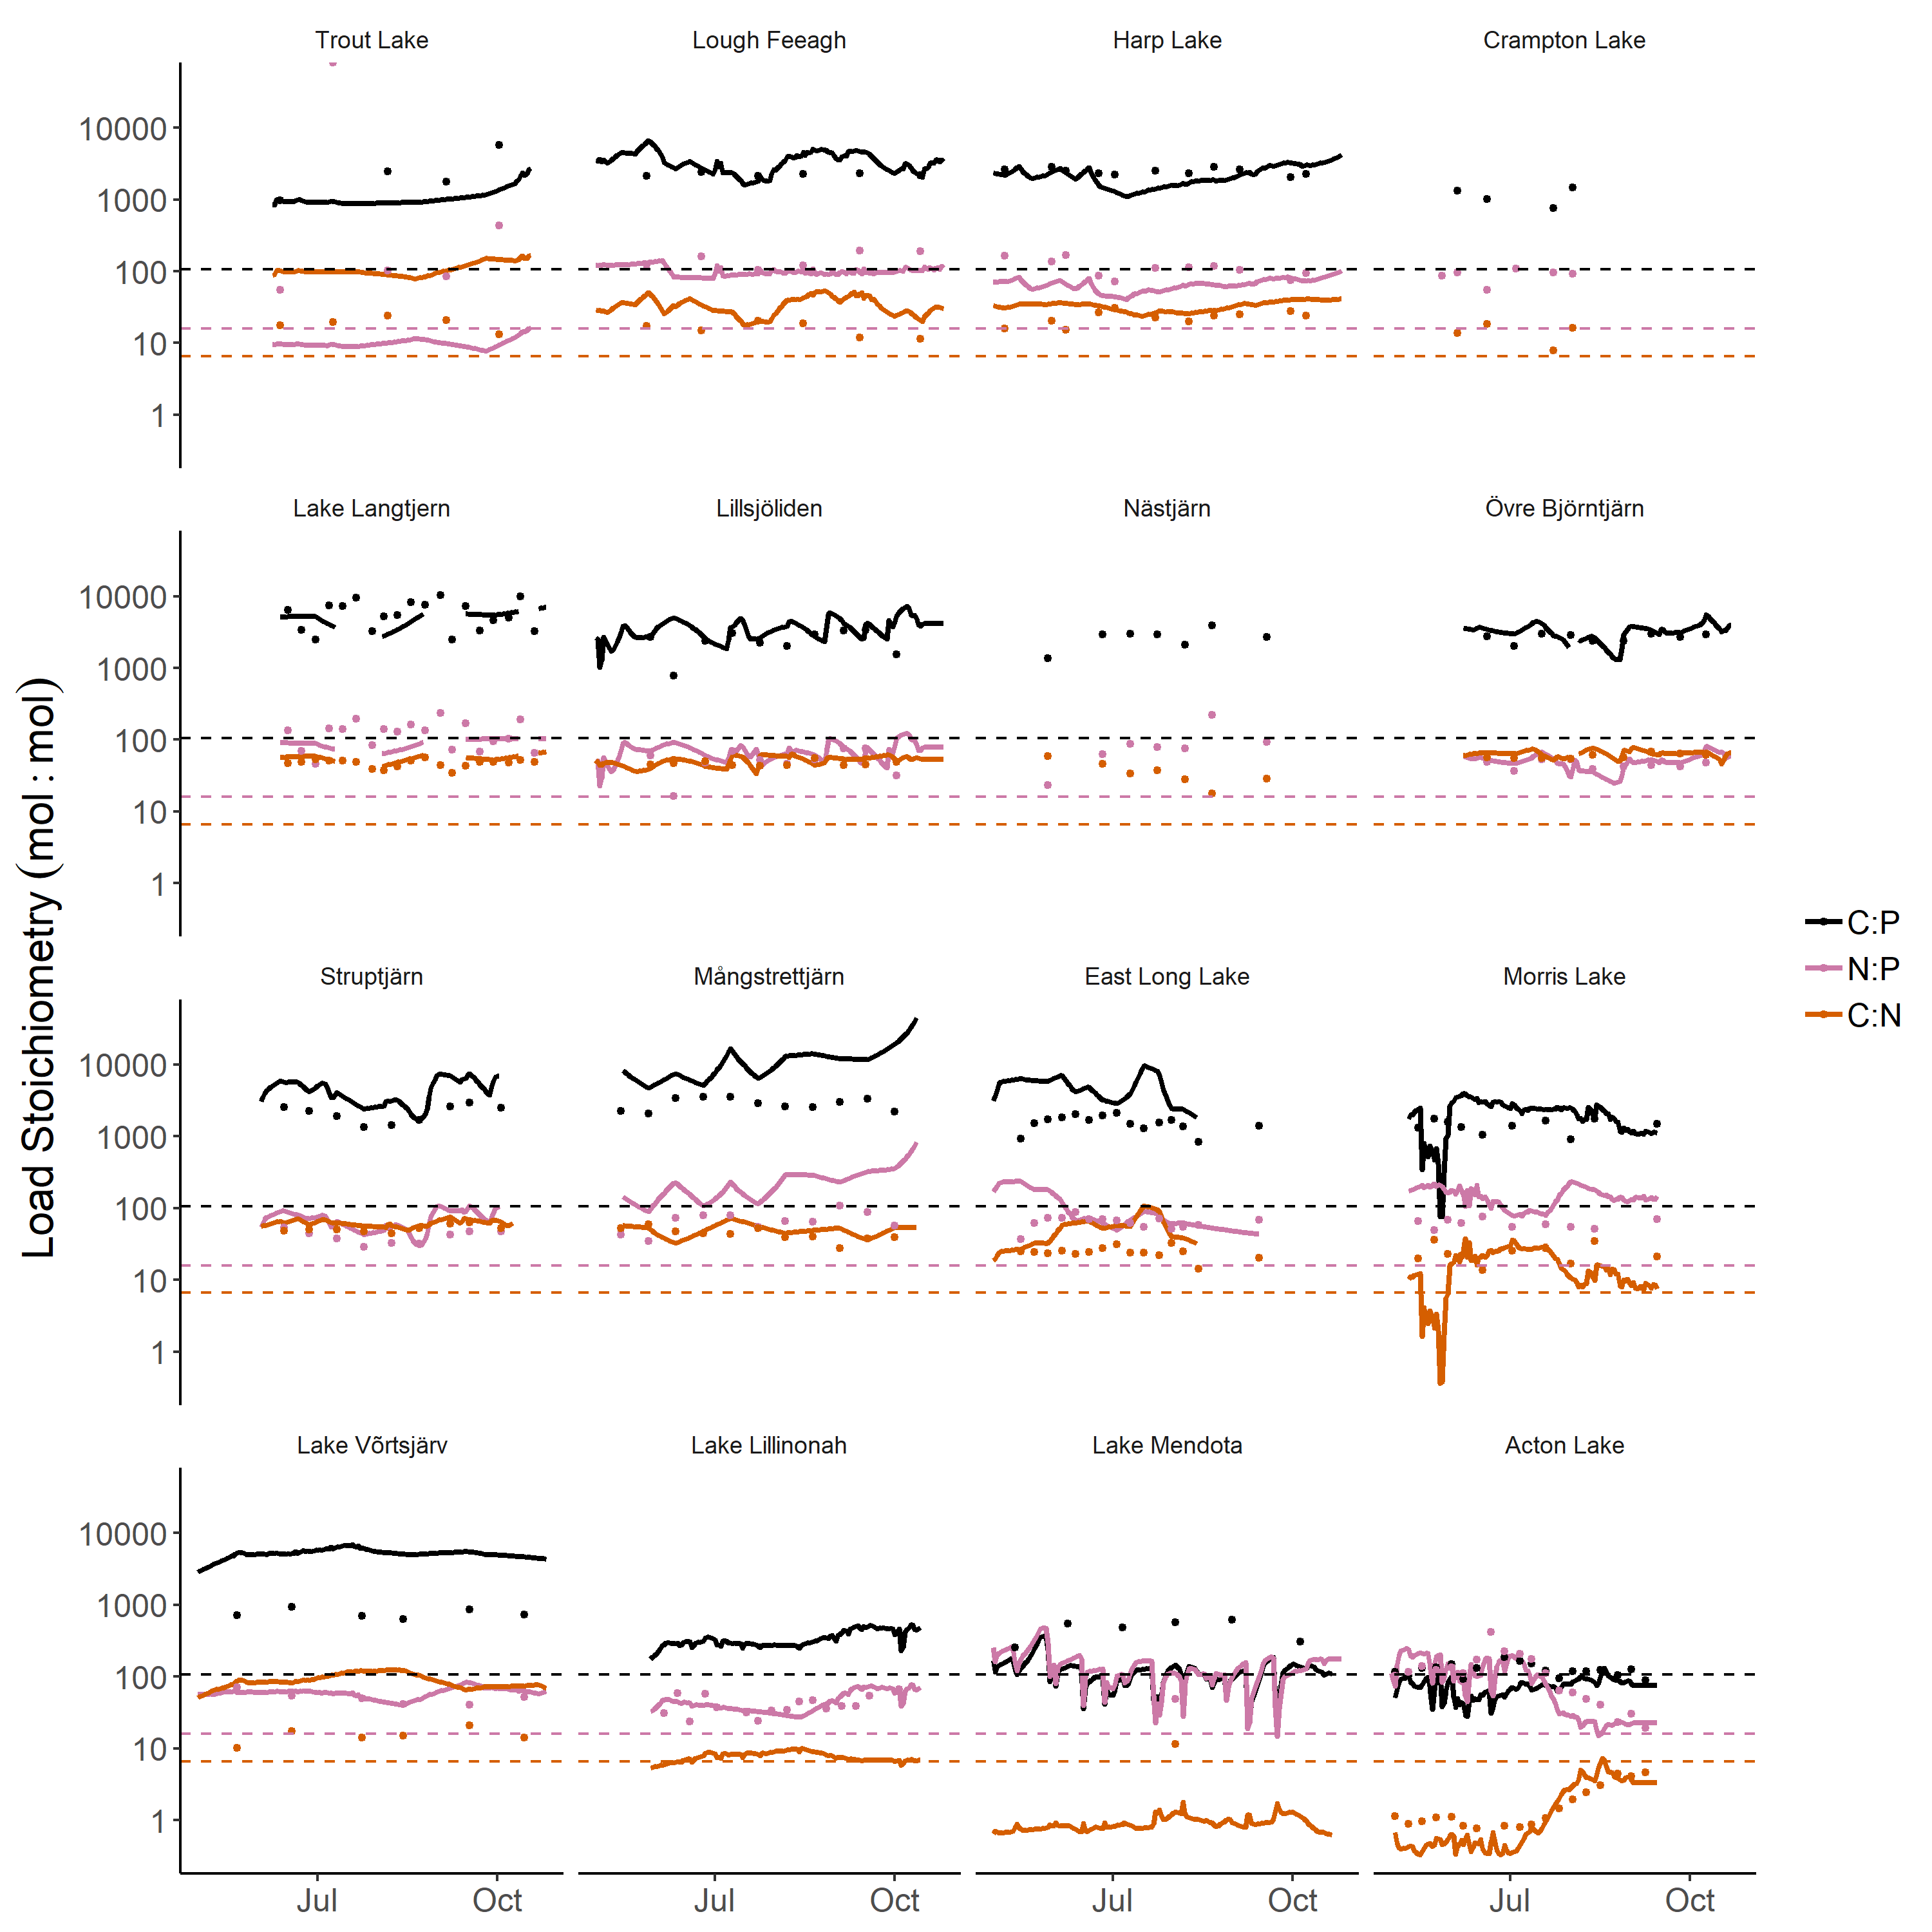 Trout Lake
Lough Feeagh
Harp Lake
Crampton Lake
10000
1000
100
10
1
Lake Langtjern
Lillsjöliden
Nästjärn
Övre Björntjärn
10000
1000
100
10
1
Struptjärn
Mångstrettjärn
East Long Lake
Morris Lake
10000
1000
100
10
1
Lake Võrtsjärv
Lake Lillinonah
Lake Mendota
Acton Lake
10000
1000
100
10
1
Jul Oct
Jul Oct
Jul Oct
Jul Oct
Load Stoichiometry (mol : mol)
C:P
N:P
C:N